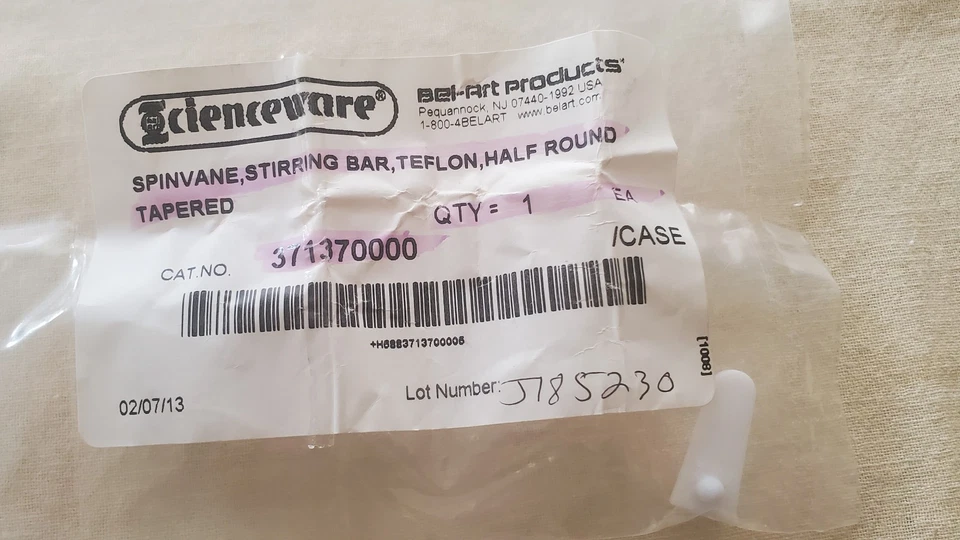 Scienceware®
Bel-Art Products
Pequannock, NJ 07440-1992 USA
1-800-4BELART www.belart.com
SPINVANE,STIRRING BAR,TEFLON,HALF ROUND
TAPERED
QTY = 1 EA
/CASE
CAT.NO. 371370000
+H6883713700006
[1008]
02/07/13
Lot Number: J185230